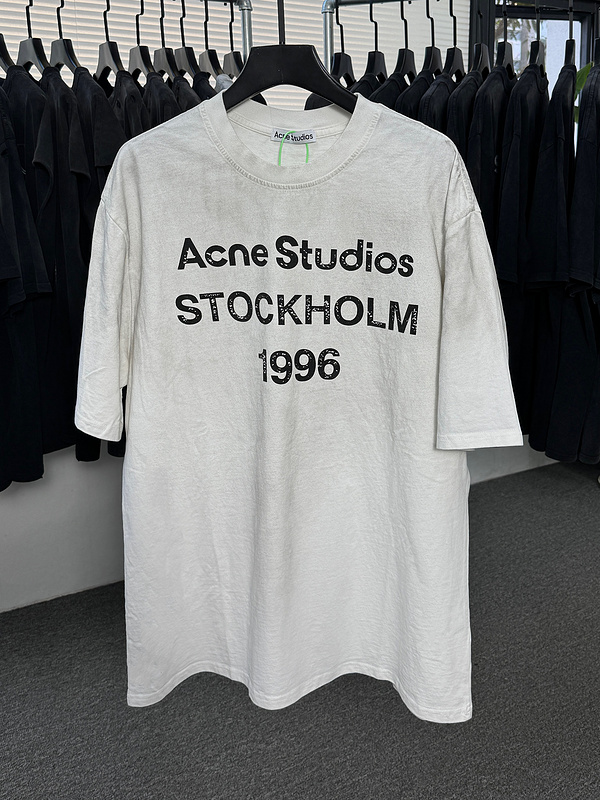 Acne Studios
Acne Studios
STOCKHOLM
1996